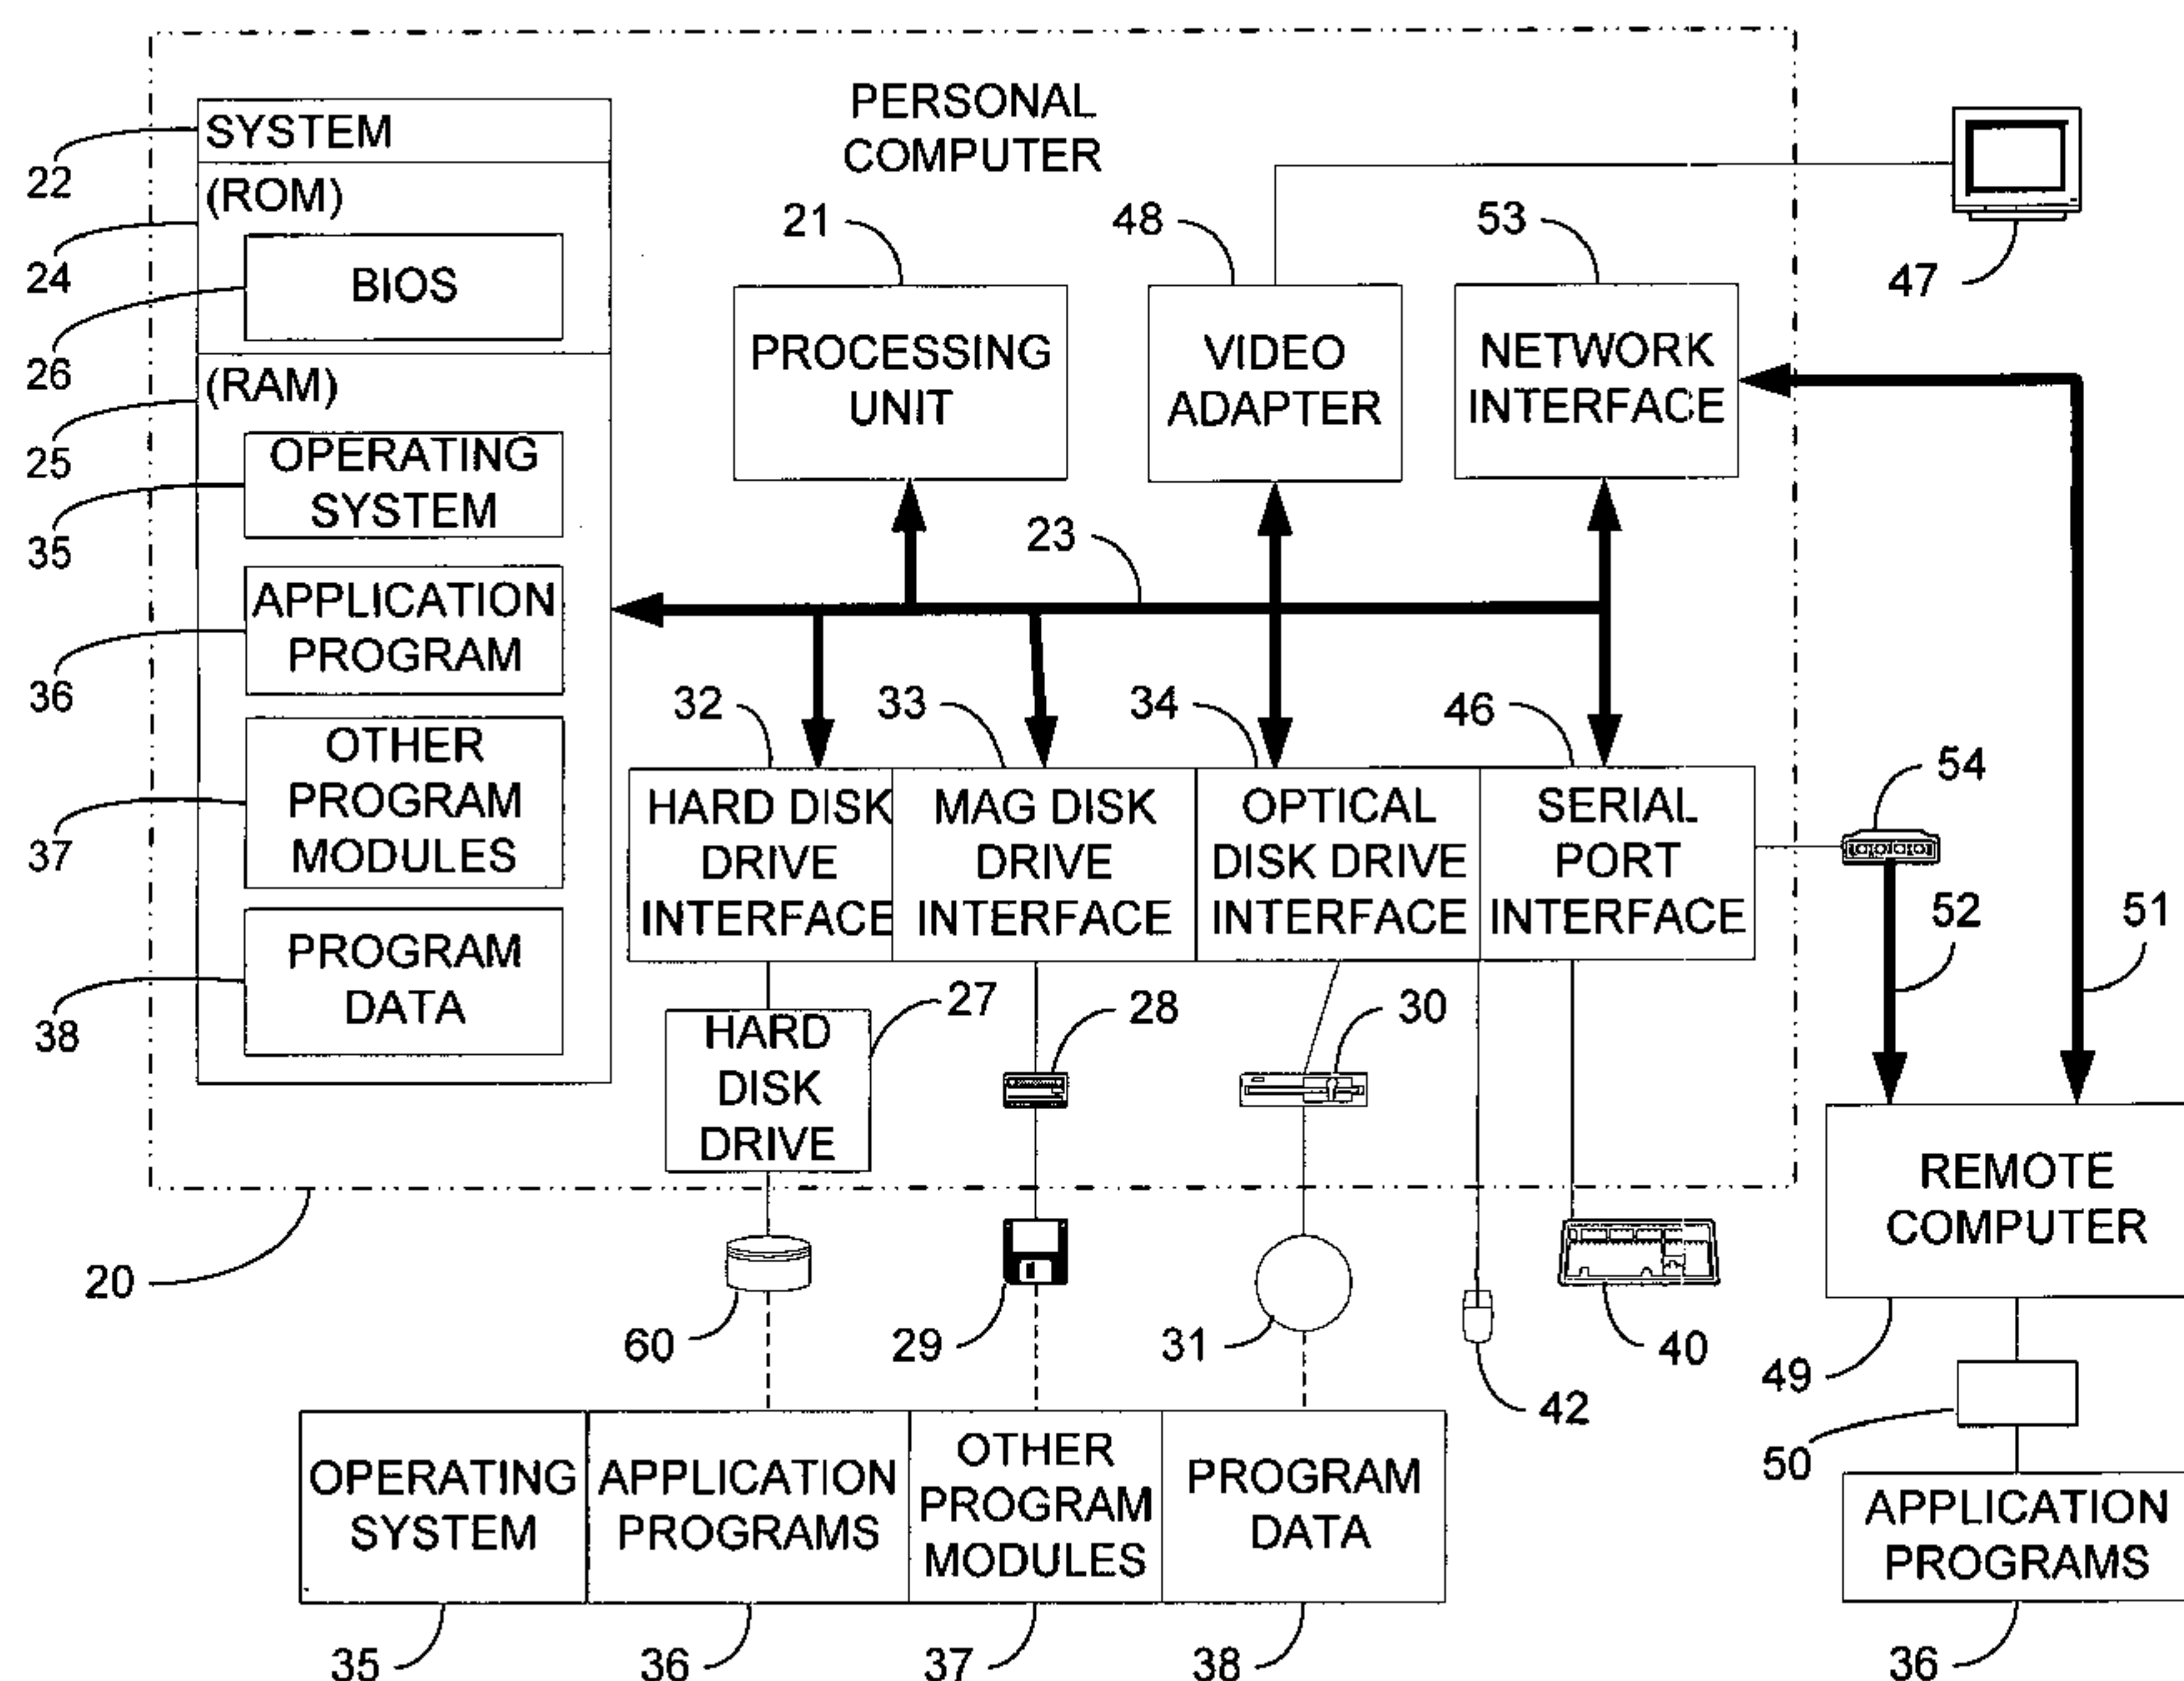 PERSONAL
COMPUTER
SYSTEM
22
(ROM)
24
BIOS
26
(RAM)
25
OPERATING
SYSTEM
35
APPLICATION
PROGRAM
36
OTHER
PROGRAM
MODULES
37
PROGRAM
DATA
38
21
PROCESSING
UNIT
48
VIDEO
ADAPTER
53
NETWORK
INTERFACE
47
23
32
HARD DISK
DRIVE
INTERFACE
33
MAG DISK
DRIVE
INTERFACE
34
OPTICAL
DISK DRIVE
INTERFACE
46
SERIAL
PORT
INTERFACE
54
52
51
27
HARD
DISK
DRIVE
28
30
20
60
29
31
42
40
REMOTE
COMPUTER
49
50
OPERATING
SYSTEM
35
APPLICATION
PROGRAMS
36
OTHER
PROGRAM
MODULES
37
PROGRAM
DATA
38
APPLICATION
PROGRAMS
36